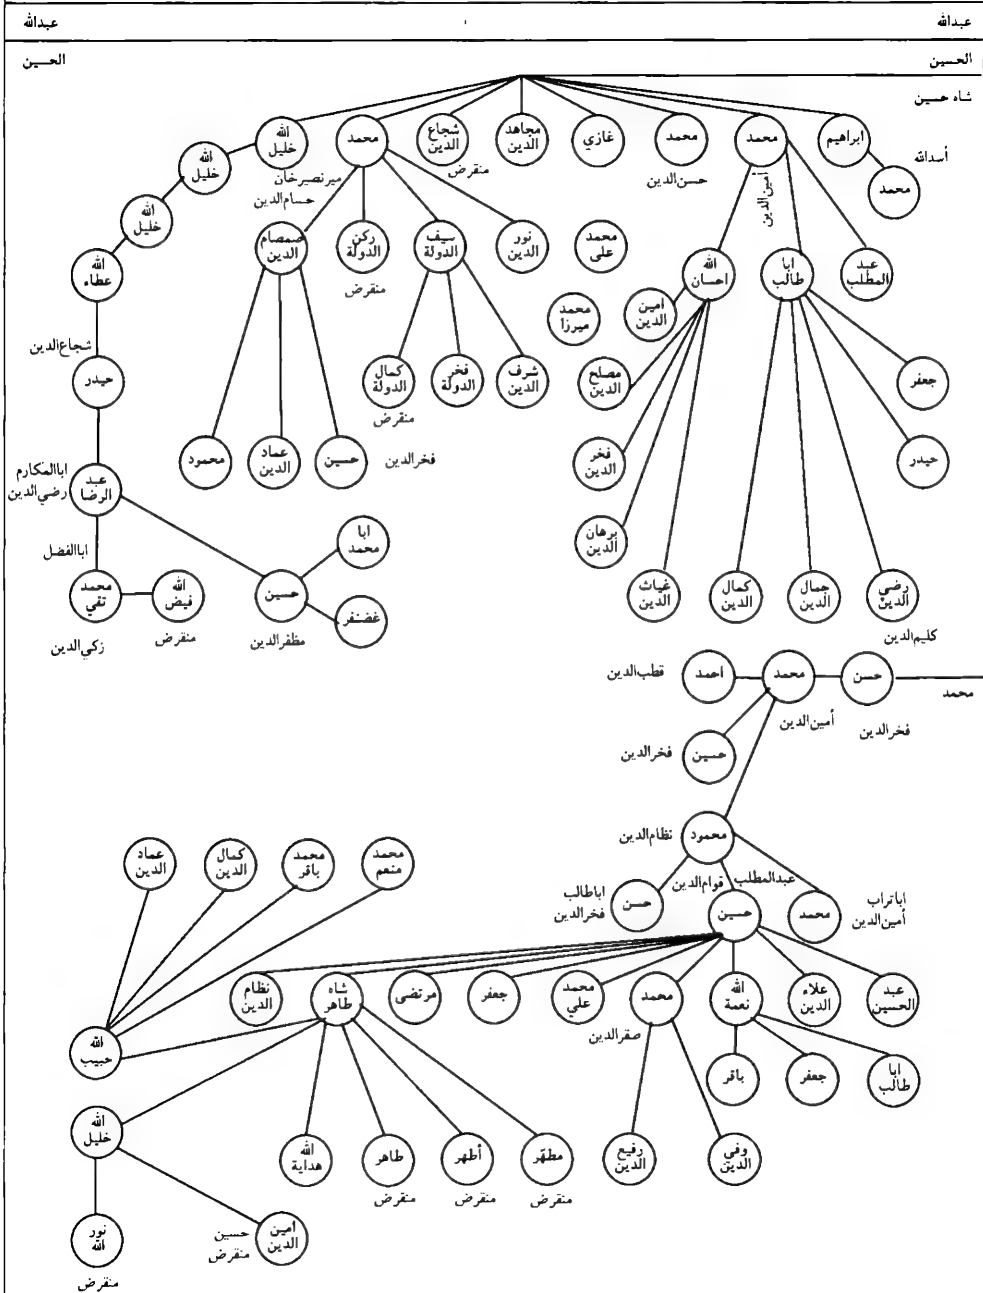 عبدالله
عبدالله
الحسين
الحسين
شاه حسين
ابراهيم
محمد
محمد
غازي
مجاهد
الدين
شجاع
الدين
محمد
الله
خليل
أسدالله
أمين‌الدين
حسن‌الدين
منقرض
ميرنصيرخان
حسام‌الدين
الله
خليل
محمد
الله
خليل
عبد
المطلب
ابا
طالب
الله
احسان
محمد
على
نور
الدين
سيف
الدولة
ركن
الدولة
صمصام
الدين
الله
عطاء
منقرض
امين
الدين
محمد
ميرزا
شجاع‌الدين
جعفر
مصلح
الدين
شرف
الدين
فخر
الدولة
كمال
الدولة
حيدر
منقرض
حيدر
فخر
الدين
فخرالدين
حسين
عماد
الدين
محمود
اباالمكارم
رضي‌الدين
عبد
الرضا
برهان
الدين
ابا
محمد
اباالفضل
رضي
الدين
جمال
الدين
كمال
الدين
غياث
الدين
غضنفر
حسين
الله
فيض
محمد
تقي
كليم‌الدين
مظفرالدين
منقرض
زكي‌الدين
محمد
حسن
محمد
احمد
قطب‌الدين
فخرالدين
أمين‌الدين
حسين
فخرالدين
محمود
نظام‌الدين
محمد
منعم
محمد
باقر
كمال
الدين
عماد
الدين
عبدالمطلب
قوام‌الدين
اباتراب
أمين‌الدين
محمد
حسين
حسن
اباطالب
فخرالدين
عبد
الحسين
علاء
الدين
الله
نعمة
محمد
محمد
علي
جعفر
مرتضى
شاه
طاهر
نظام
الدين
صقرالدين
الله
حبيب
ابا
طالب
جعفر
باقر
الله
خليل
وفي
الدين
رفيع
الدين
مطهّر
أطهر
طاهر
الله
هداية
منقرض
منقرض
منقرض
امين
الدين
حسين
منقرض
نور
الله
منقرض